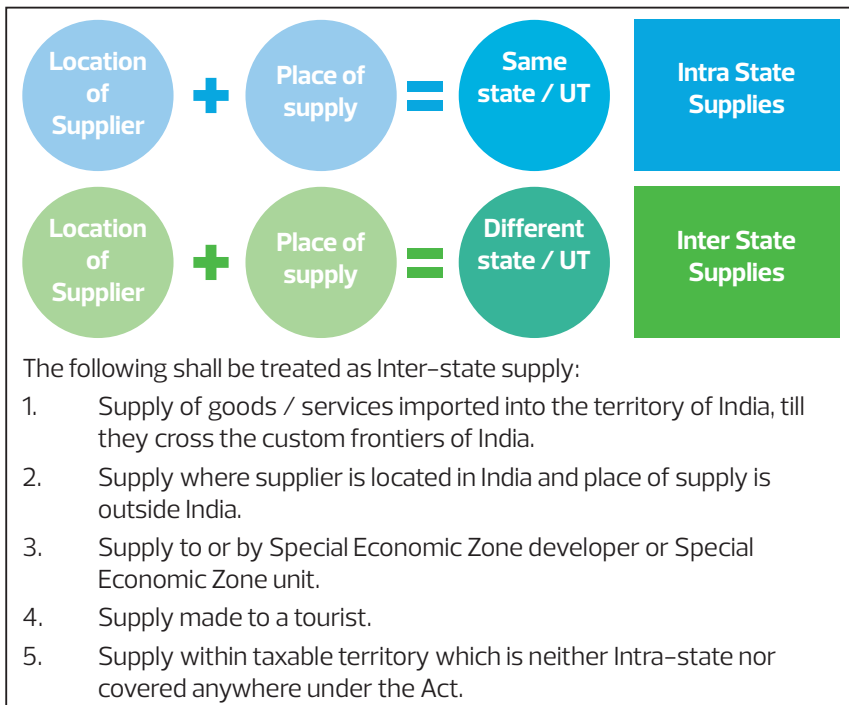 Location
of
Supplier
Place of
supply
Same
state / UT
Intra State
Supplies
Location
of
Supplier
Place of
supply
Different
state / UT
Inter State
Supplies
The following shall be treated as Inter-state supply:
1. Supply of goods / services imported into the territory of India, till
they cross the custom frontiers of India.
2. Supply where supplier is located in India and place of supply is
outside India.
3. Supply to or by Special Economic Zone developer or Special
Economic Zone unit.
4. Supply made to a tourist.
5. Supply within taxable territory which is neither Intra-state nor
covered anywhere under the Act.